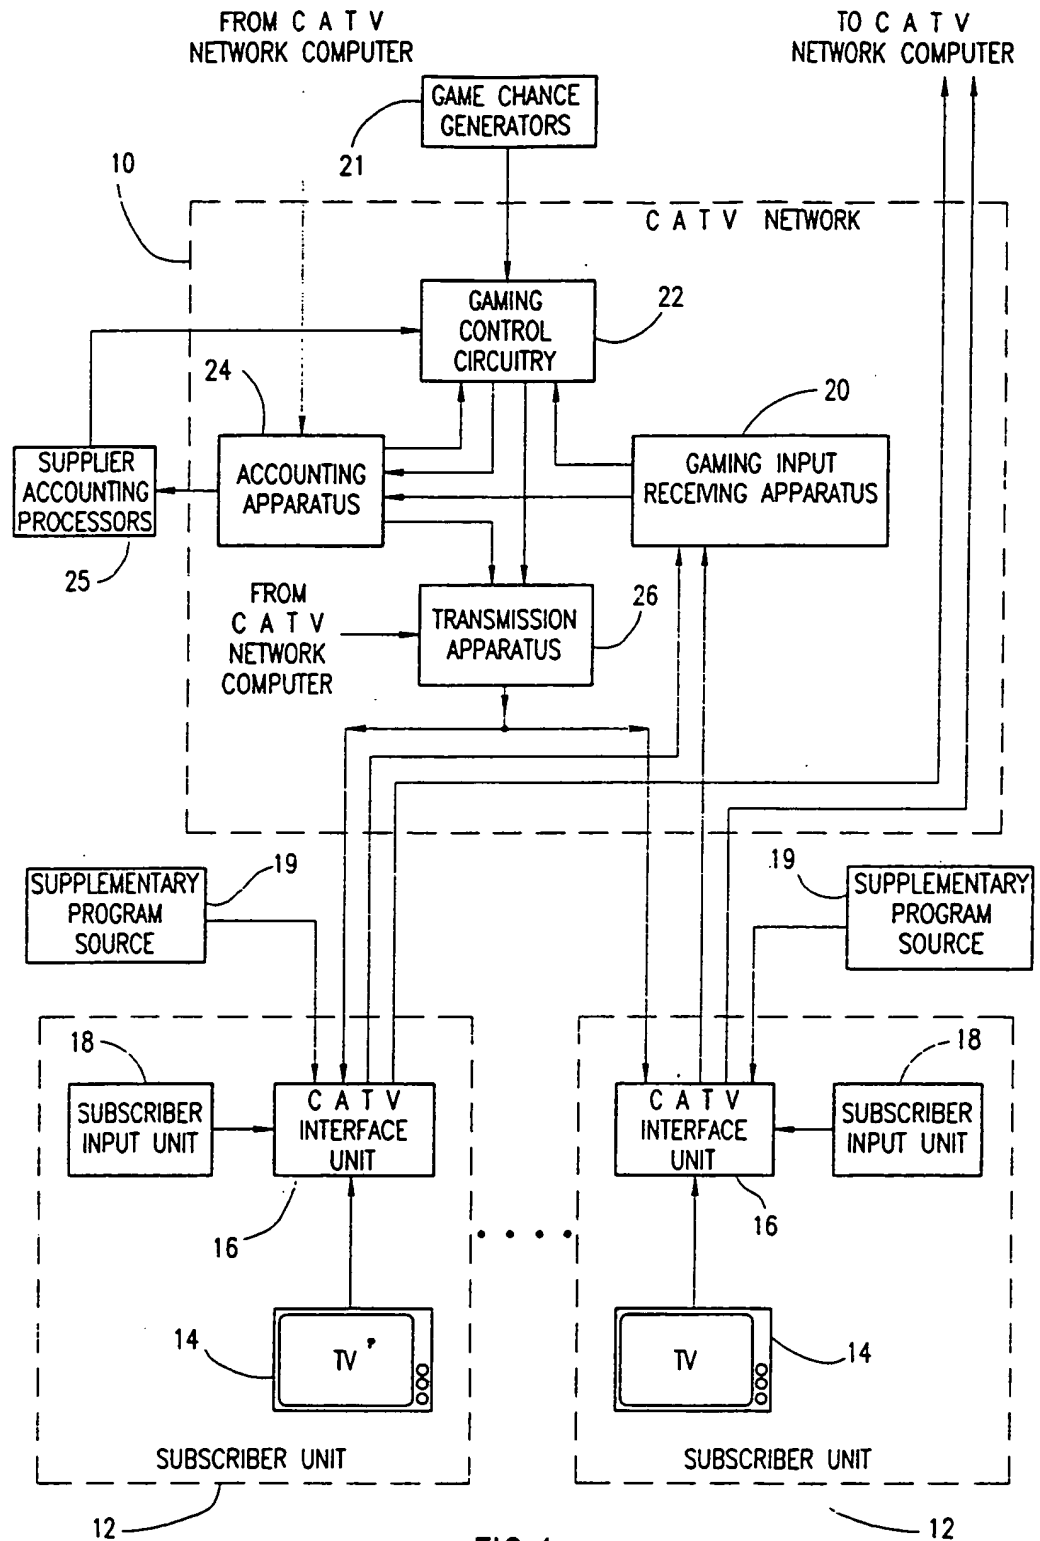 FROM C A T V
NETWORK COMPUTER
TO C A T V
NETWORK COMPUTER
GAME CHANCE
GENERATORS
21
10
C A T V NETWORK
GAMING
CONTROL
CIRCUITRY
22
24
20
SUPPLIER
ACCOUNTING
PROCESSORS
25
ACCOUNTING
APPARATUS
GAMING INPUT
RECEIVING APPARATUS
FROM
C A T V
NETWORK
COMPUTER
TRANSMISSION
APPARATUS
26
SUPPLEMENTARY
PROGRAM
SOURCE
19
19
SUPPLEMENTARY
PROGRAM
SOURCE
18
SUBSCRIBER
INPUT UNIT
C A T V
INTERFACE
UNIT
16
C A T V
INTERFACE
UNIT
16
18
SUBSCRIBER
INPUT UNIT
14
TV
TV
14
SUBSCRIBER UNIT
SUBSCRIBER UNIT
12
12